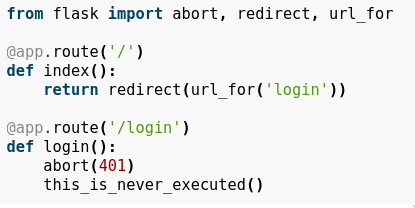 from flask import abort, redirect, url_for

@app.route('/')
def index():
    return redirect(url_for('login'))

@app.route('/login')
def login():
    abort(401)
    this_is_never_executed()